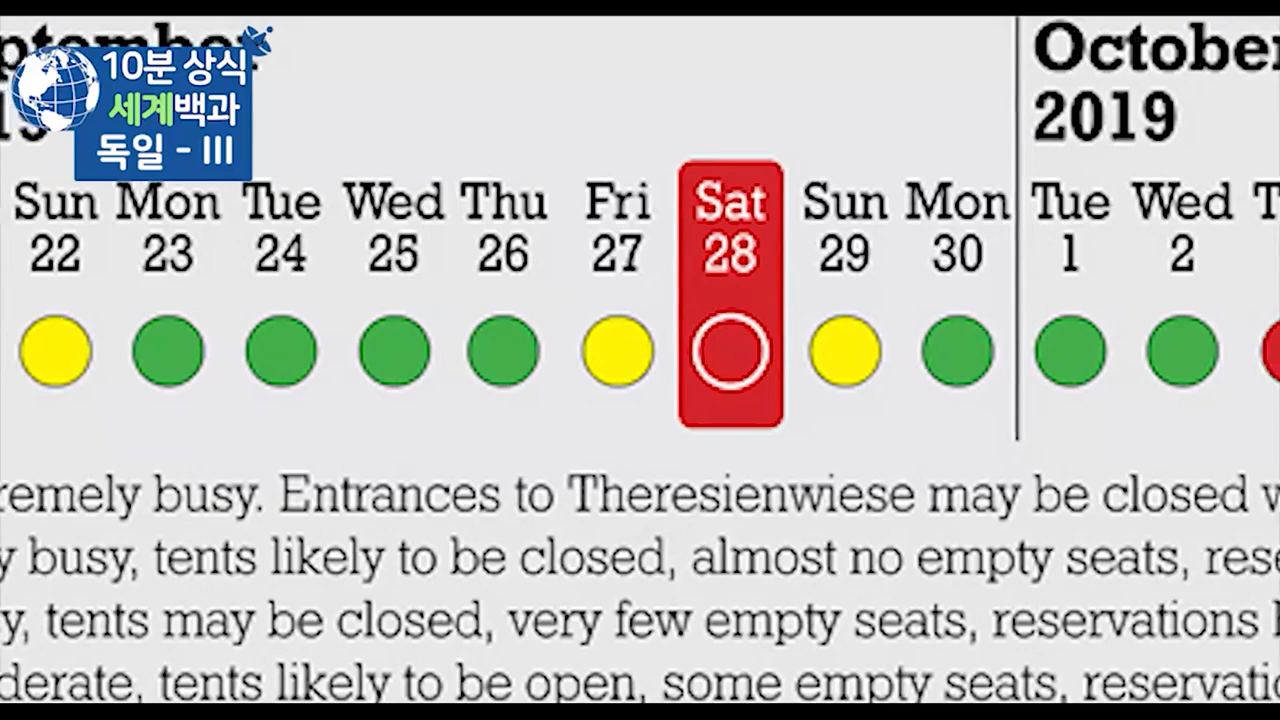 10분 상식
세계백과
독일 - III
October
2019
Sun Mon Tue Wed Thu Fri Sat Sun Mon Tue Wed
22 23 24 25 26 27 28 29 30 1 2
remely busy. Entrances to Theresienwiese may be closed
busy, tents likely to be closed, almost no empty seats,
tents may be closed, very few empty seats, reservations
derate, tents likely to be open, some empty seats,